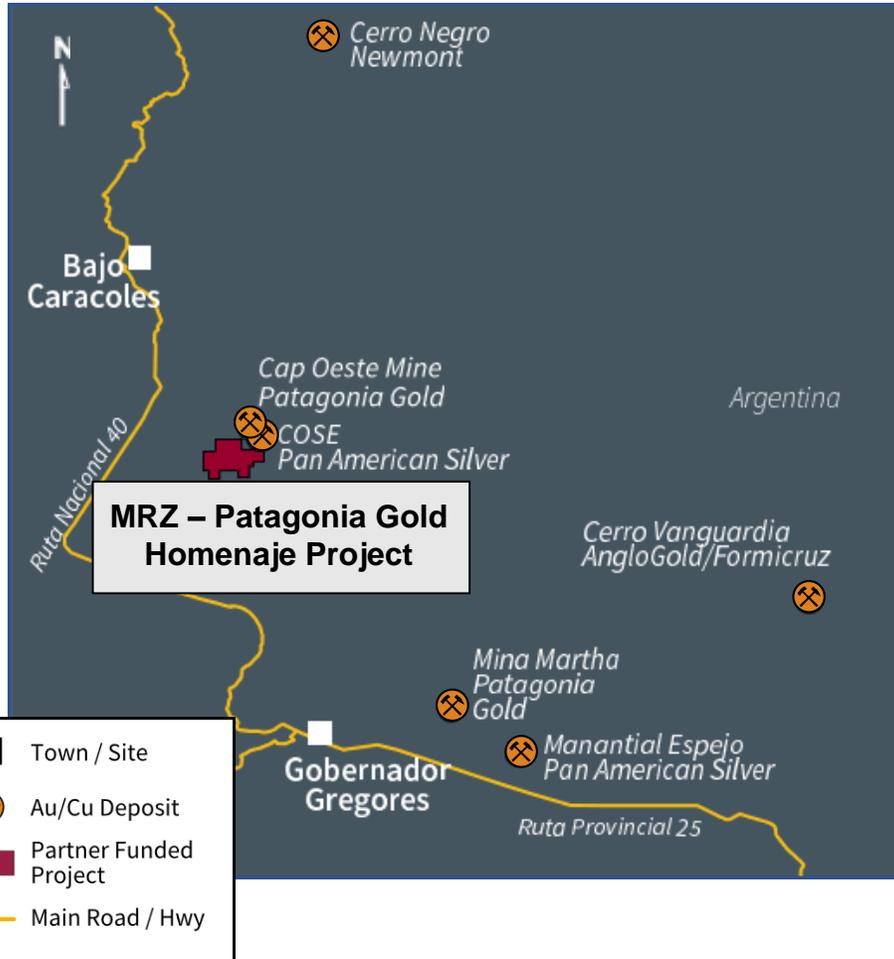 N
Cerro Negro
Newmont
Bajo
Caracoles
Cap Oeste Mine
Patagonia Gold
Argentina
COSE
Pan American Silver
Ruta Nacional 40
MRZ – Patagonia Gold
Homenaje Project
Cerro Vanguardia
AngloGold/Formicruz
Mina Martha
Patagonia
Gold
Manantial Espejo
Pan American Silver
Gobernador
Gregores
Ruta Provincial 25
Town / Site
Au/Cu Deposit
Partner Funded
Project
Main Road / Hwy